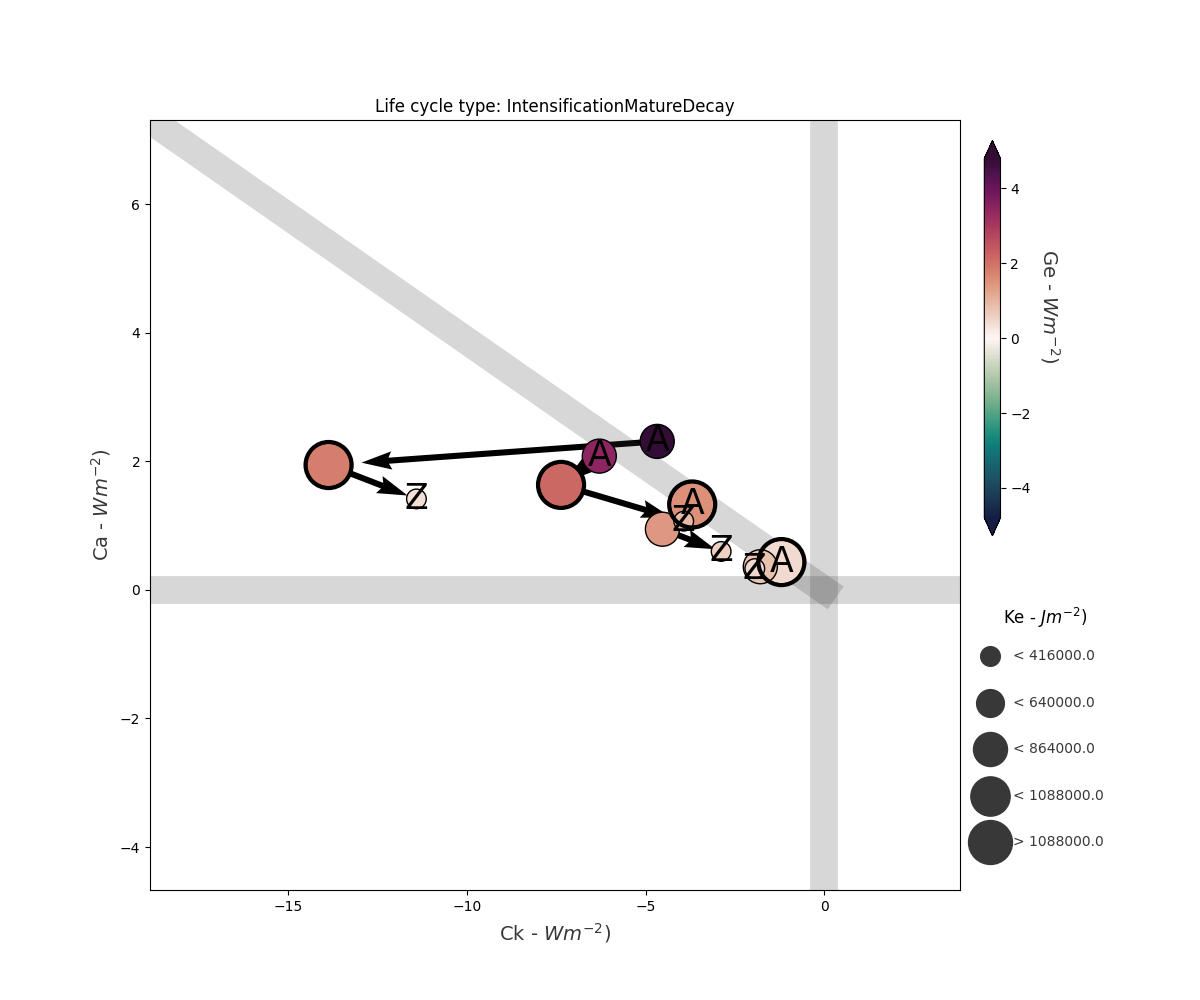 Life cycle type: IntensificationMatureDecay
6
4
2
0
−2
−4
−15
−10
−5
0
Ca - Wm⁻²)
Ck - Wm⁻²)
A
A
A
A
Z
Z
Z
Z
4
2
0
−2
−4
Ge - Wm⁻²)
Ke - Jm⁻²)
< 416000.0
< 640000.0
< 864000.0
< 1088000.0
> 1088000.0